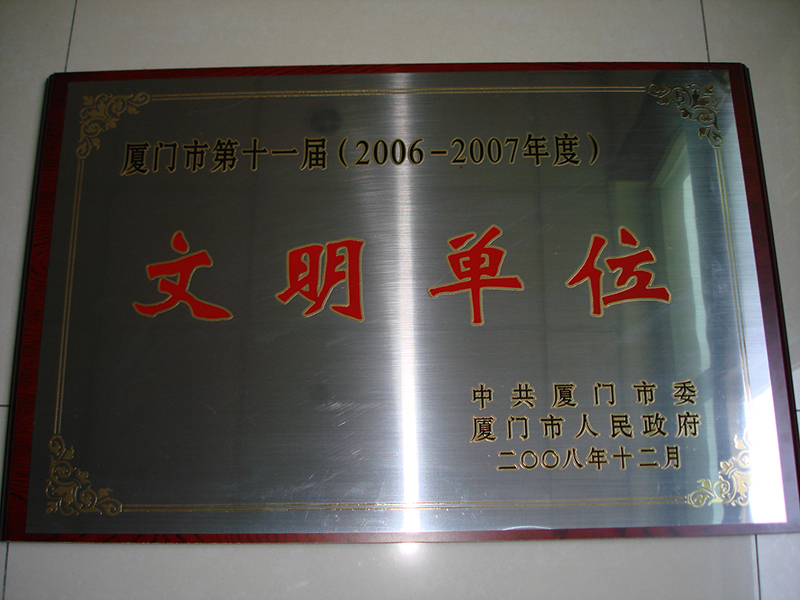 厦门市第十一届(2006-2007年度)
文明单位
中共厦门市委
厦门市人民政府
二〇〇八年十二月